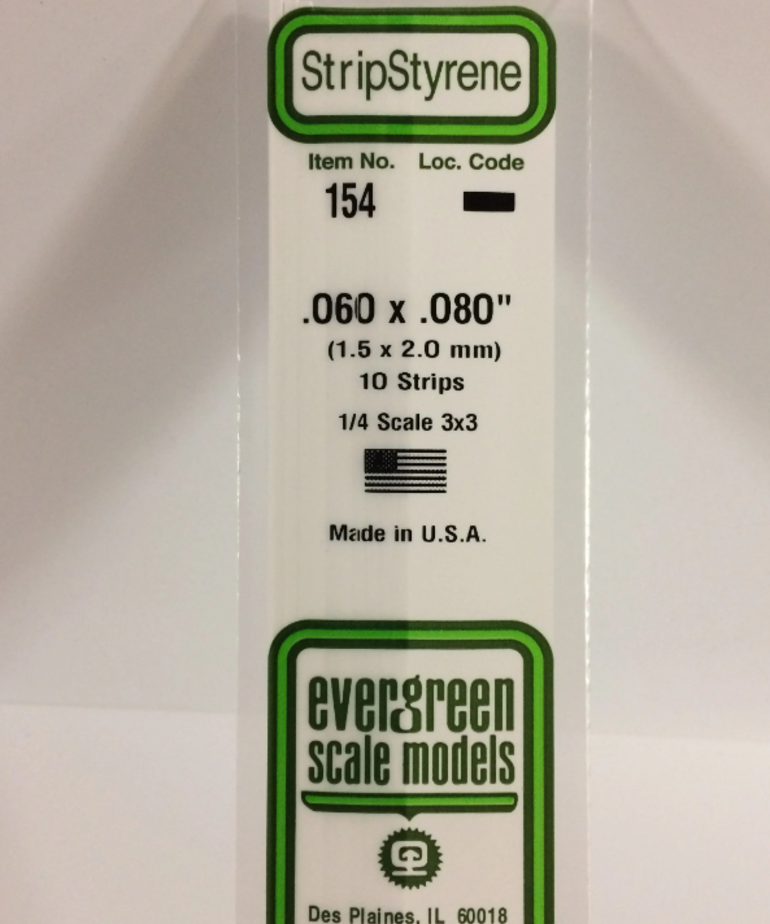 StripStyrene
Item No. Loc. Code
154
.060 x .080"
(1.5 x 2.0 mm)
10 Strips
1/4 Scale 3x3
Made in U.S.A.
evergreen
scale models
Des Plaines, IL 60018